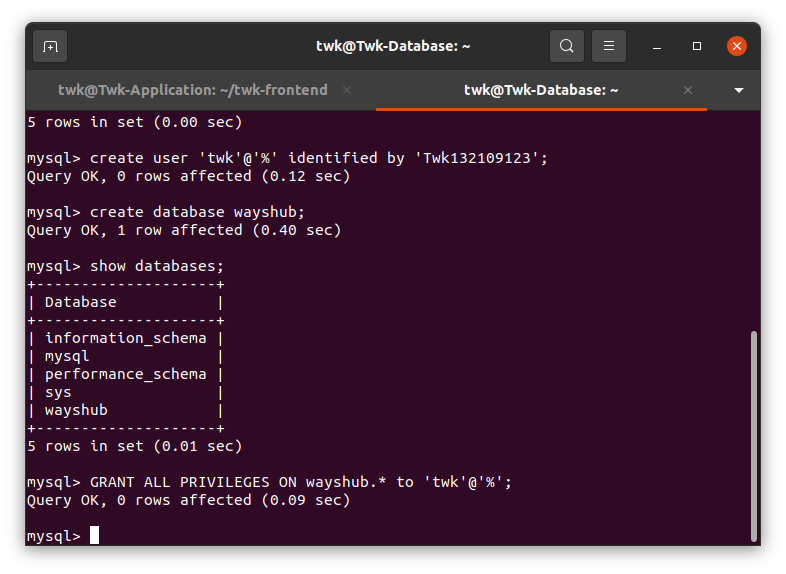 twk@Twk-Database: ~
twk@Twk-Application: ~/twk-frontend
twk@Twk-Database: ~
5 rows in set (0.00 sec)
mysql> create user 'twk'@'%' identified by 'Twk132109123';
Query OK, 0 rows affected (0.12 sec)
mysql> create database wayshub;
Query OK, 1 row affected (0.40 sec)
mysql> show databases;
+--------------------+
| Database           |
+--------------------+
| information_schema |
| mysql              |
| performance_schema |
| sys                |
| wayshub            |
+--------------------+
5 rows in set (0.01 sec)
mysql> GRANT ALL PRIVILEGES ON wayshub.* to 'twk'@'%';
Query OK, 0 rows affected (0.09 sec)
mysql>